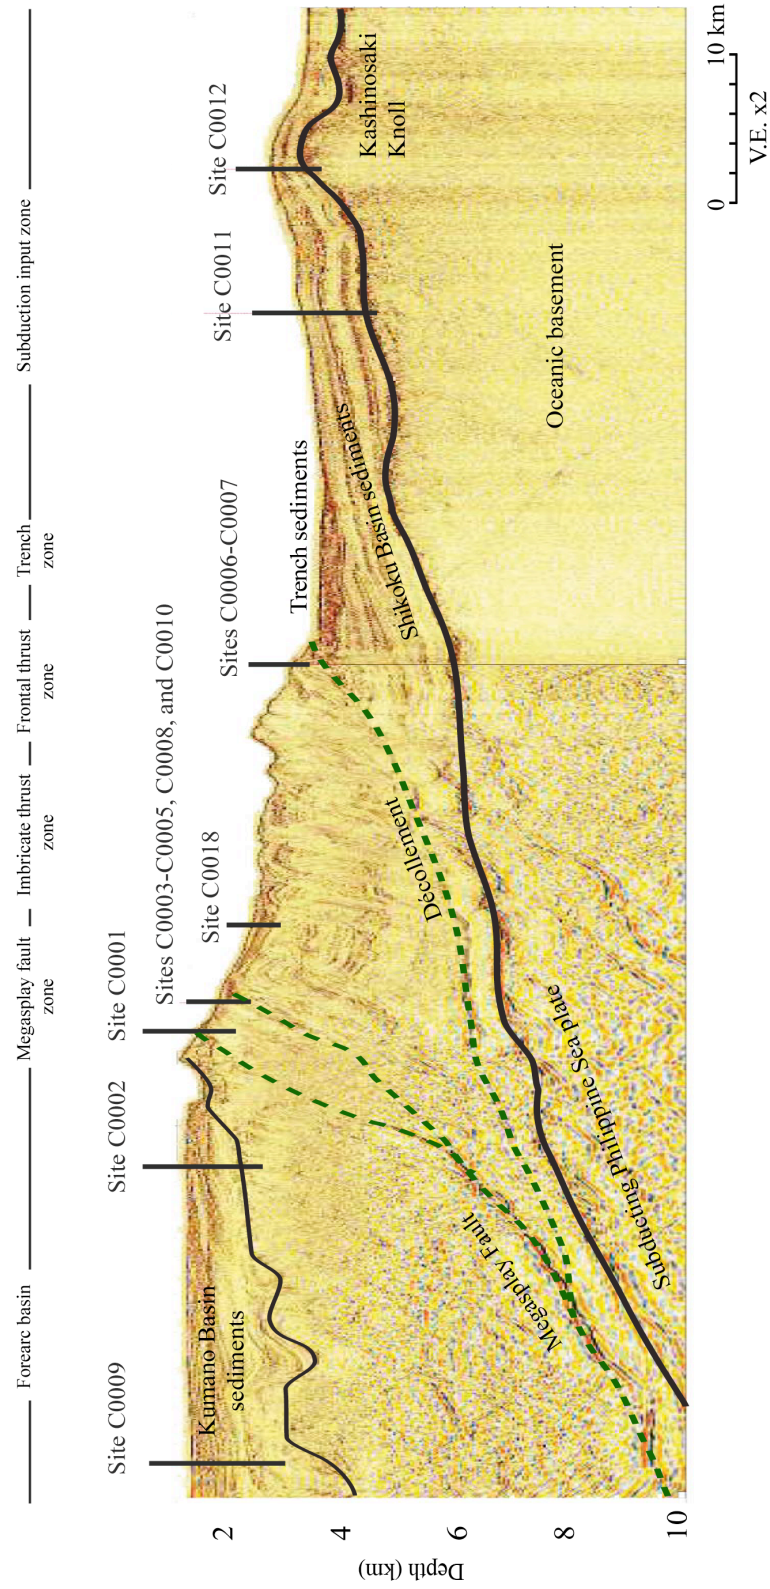 Forearc basin
Megasplay fault
zone
Imbricate thrust
zone
Frontal thrust
zone
Trench
zone
Subduction input zone
Site C0009
Site C0002
Site C0001
Sites C0003-C0005, C0008, and C0010
Site C0018
Sites C0006-C0007
Site C0011
Site C0012
Kumano Basin
sediments
Trench sediments
Shikoku Basin sediments
Kashinosaki
Knoll
Décollement
Megasplay Fault
Oceanic basement
Subducting Philippine Sea plate
Depth (km)
2
4
6
8
10
0
10 km
V.E. x2